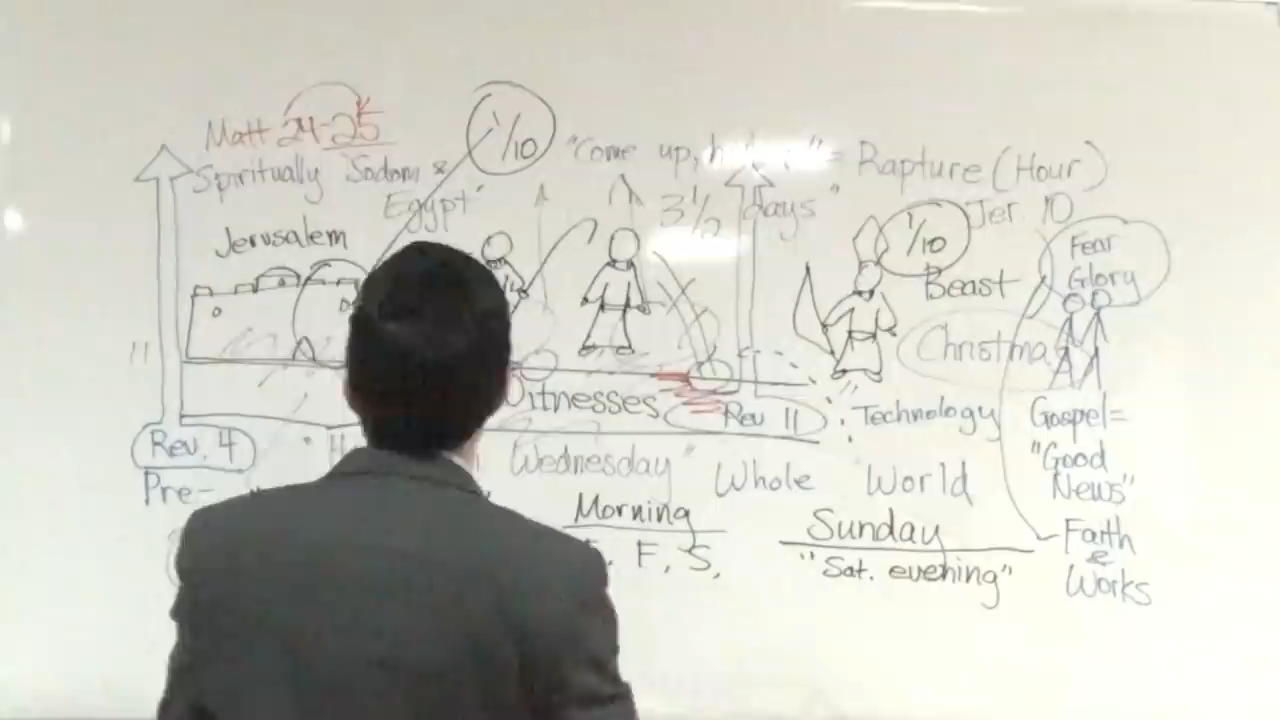 Matt 24-25
Spiritually Sodom &
Egypt"
1/10
"Come up, = Rapture (Hour)
3 1/2 days"
Jerusalem
1/10
Jer. 10
Fear
Glory
Beast
Christmas
11
Witnesses
Rev 11
Technology
Gospel=
"Good
News"
Rev. 4
Pre-
Wednesday"
Whole World
Morning
F, S,
Sunday
"Sat. evening"
Faith
&
Works